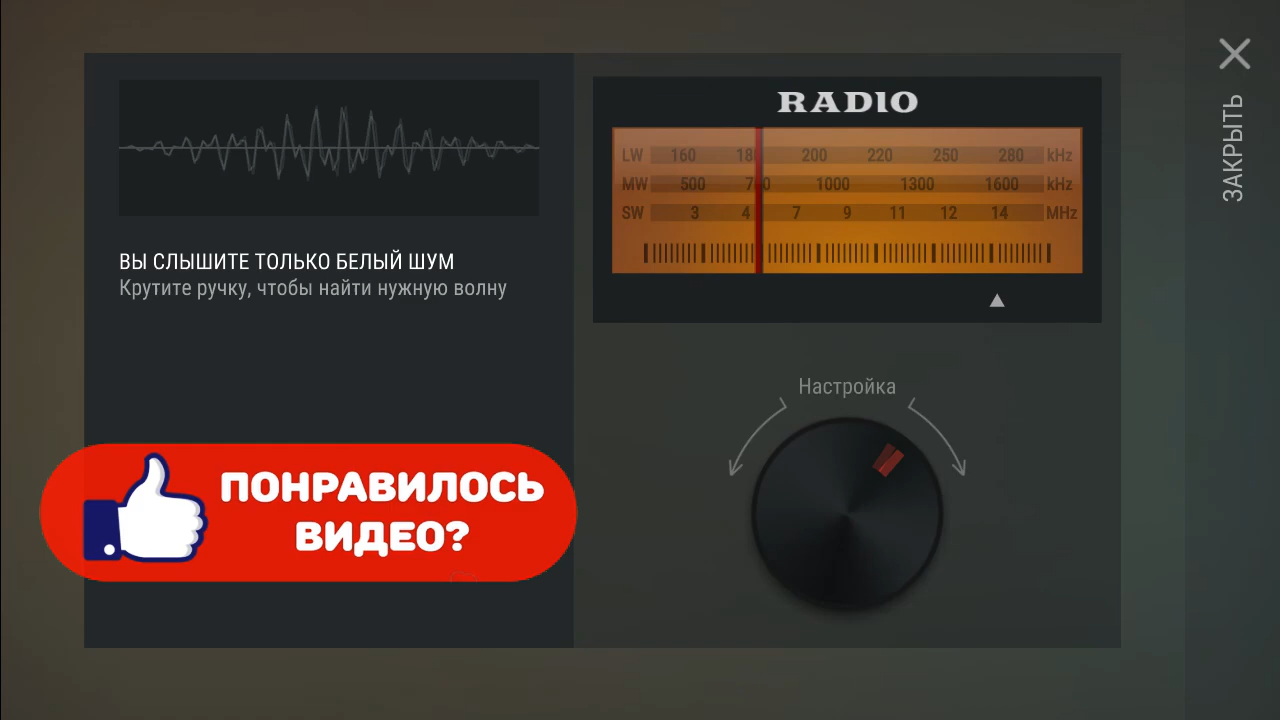 ЗАКРЫТЬ
RADIO
LW 160 18 200 220 250 280 kHz
MW 500 7 0 1000 1300 1600 kHz
SW 3 4 7 9 11 12 14 MHz
ВЫ СЛЫШИТЕ ТОЛЬКО БЕЛЫЙ ШУМ
Крутите ручку, чтобы найти нужную волну
Настройка
ПОНРАВИЛОСЬ
ВИДЕО?